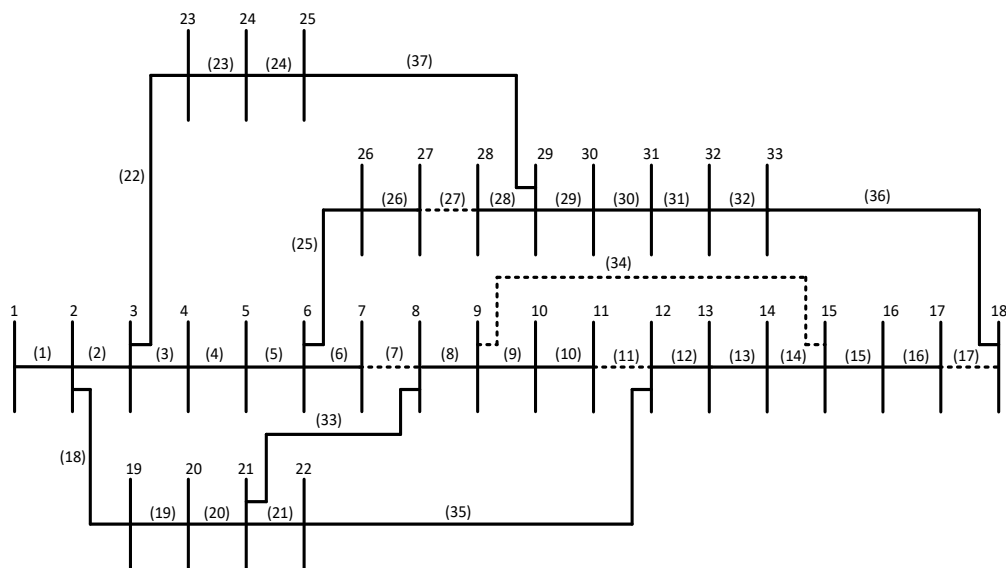 23 24 25
(23) (24) (37)
26 27 28 29 30 31 32 33
(22)
(26) (27) (28) (29) (30) (31) (32) (36)
(25)
(34)
1 2 3 4 5 6 7 8 9 10 11 12 13 14 15 16 17 18
(1) (2) (3) (4) (5) (6) (7) (8) (9) (10) (11) (12) (13) (14) (15) (16) (17)
(33)
(18)
19 20 21 22
(19) (20) (21) (35)